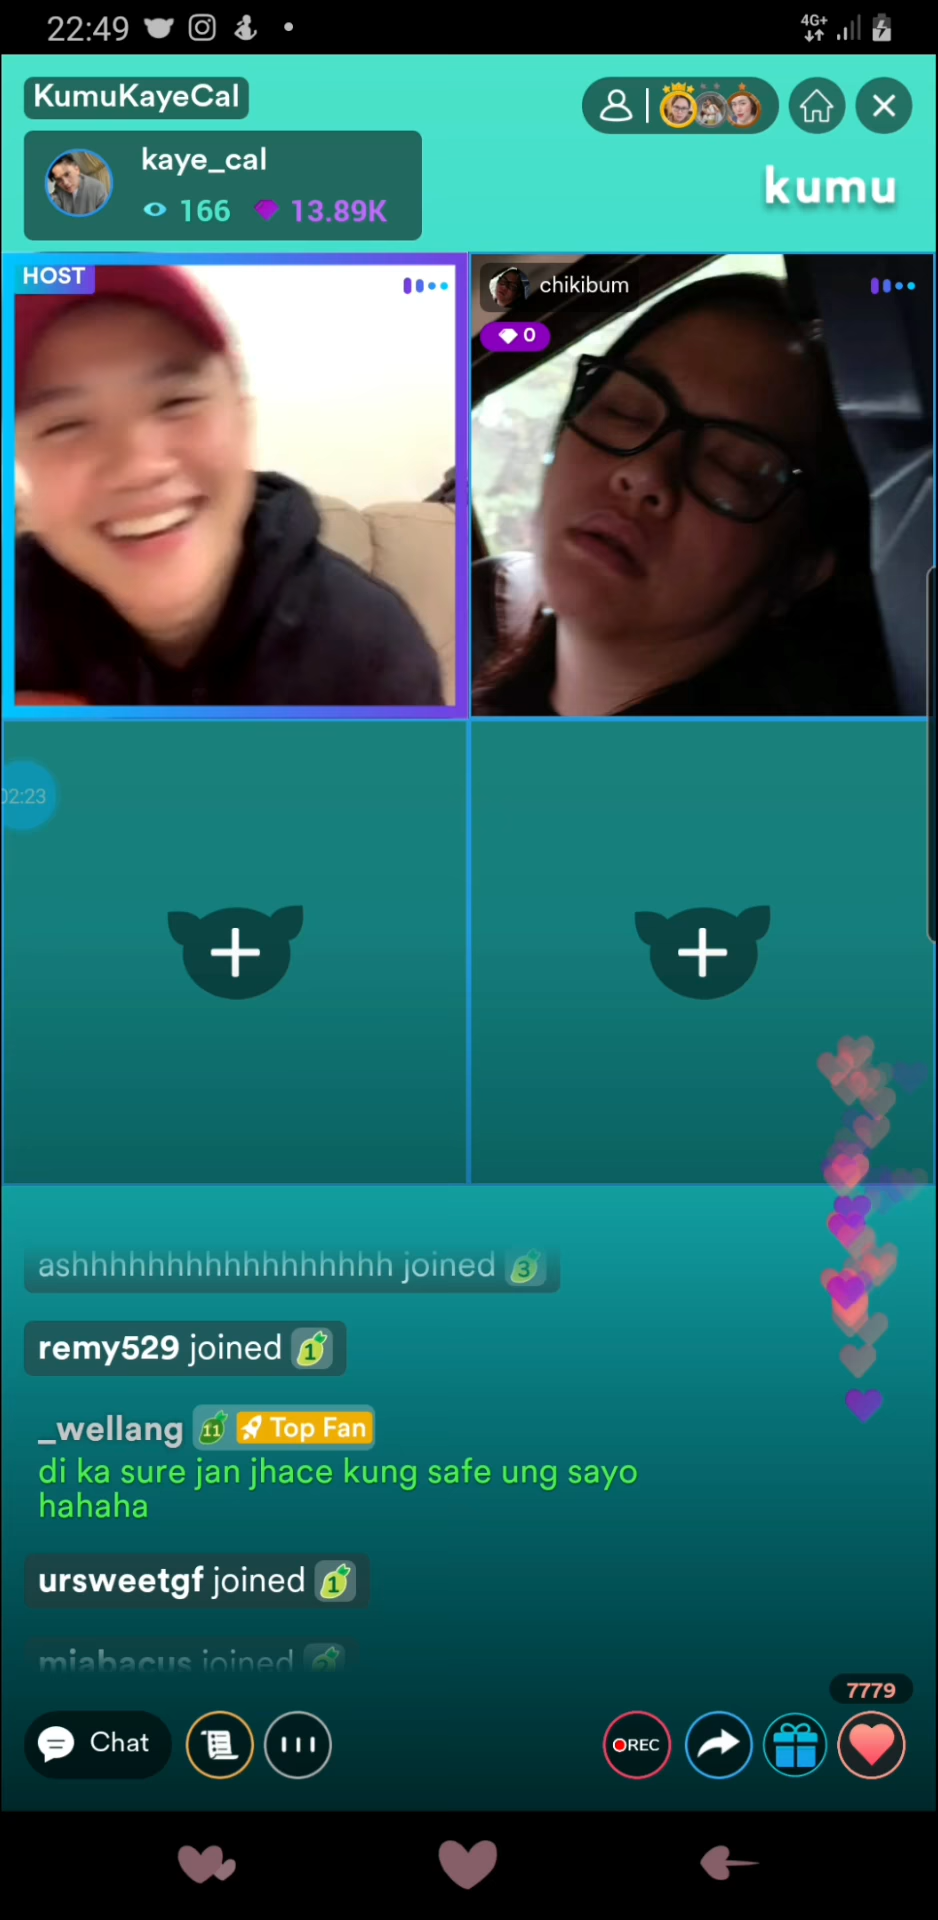 22:49
4G+
KumuKayeCal
kaye_cal
166 13.89K
kumu
HOST
chikibum
0
02:23
ashhhhhhhhhhhhhhhhhh joined 3
remy529 joined 1
_wellang 11 Top Fan
di ka sure jan jhace kung safe ung sayo
hahaha
ursweetgf joined 1
miabacus joined 2
7779
Chat
REC